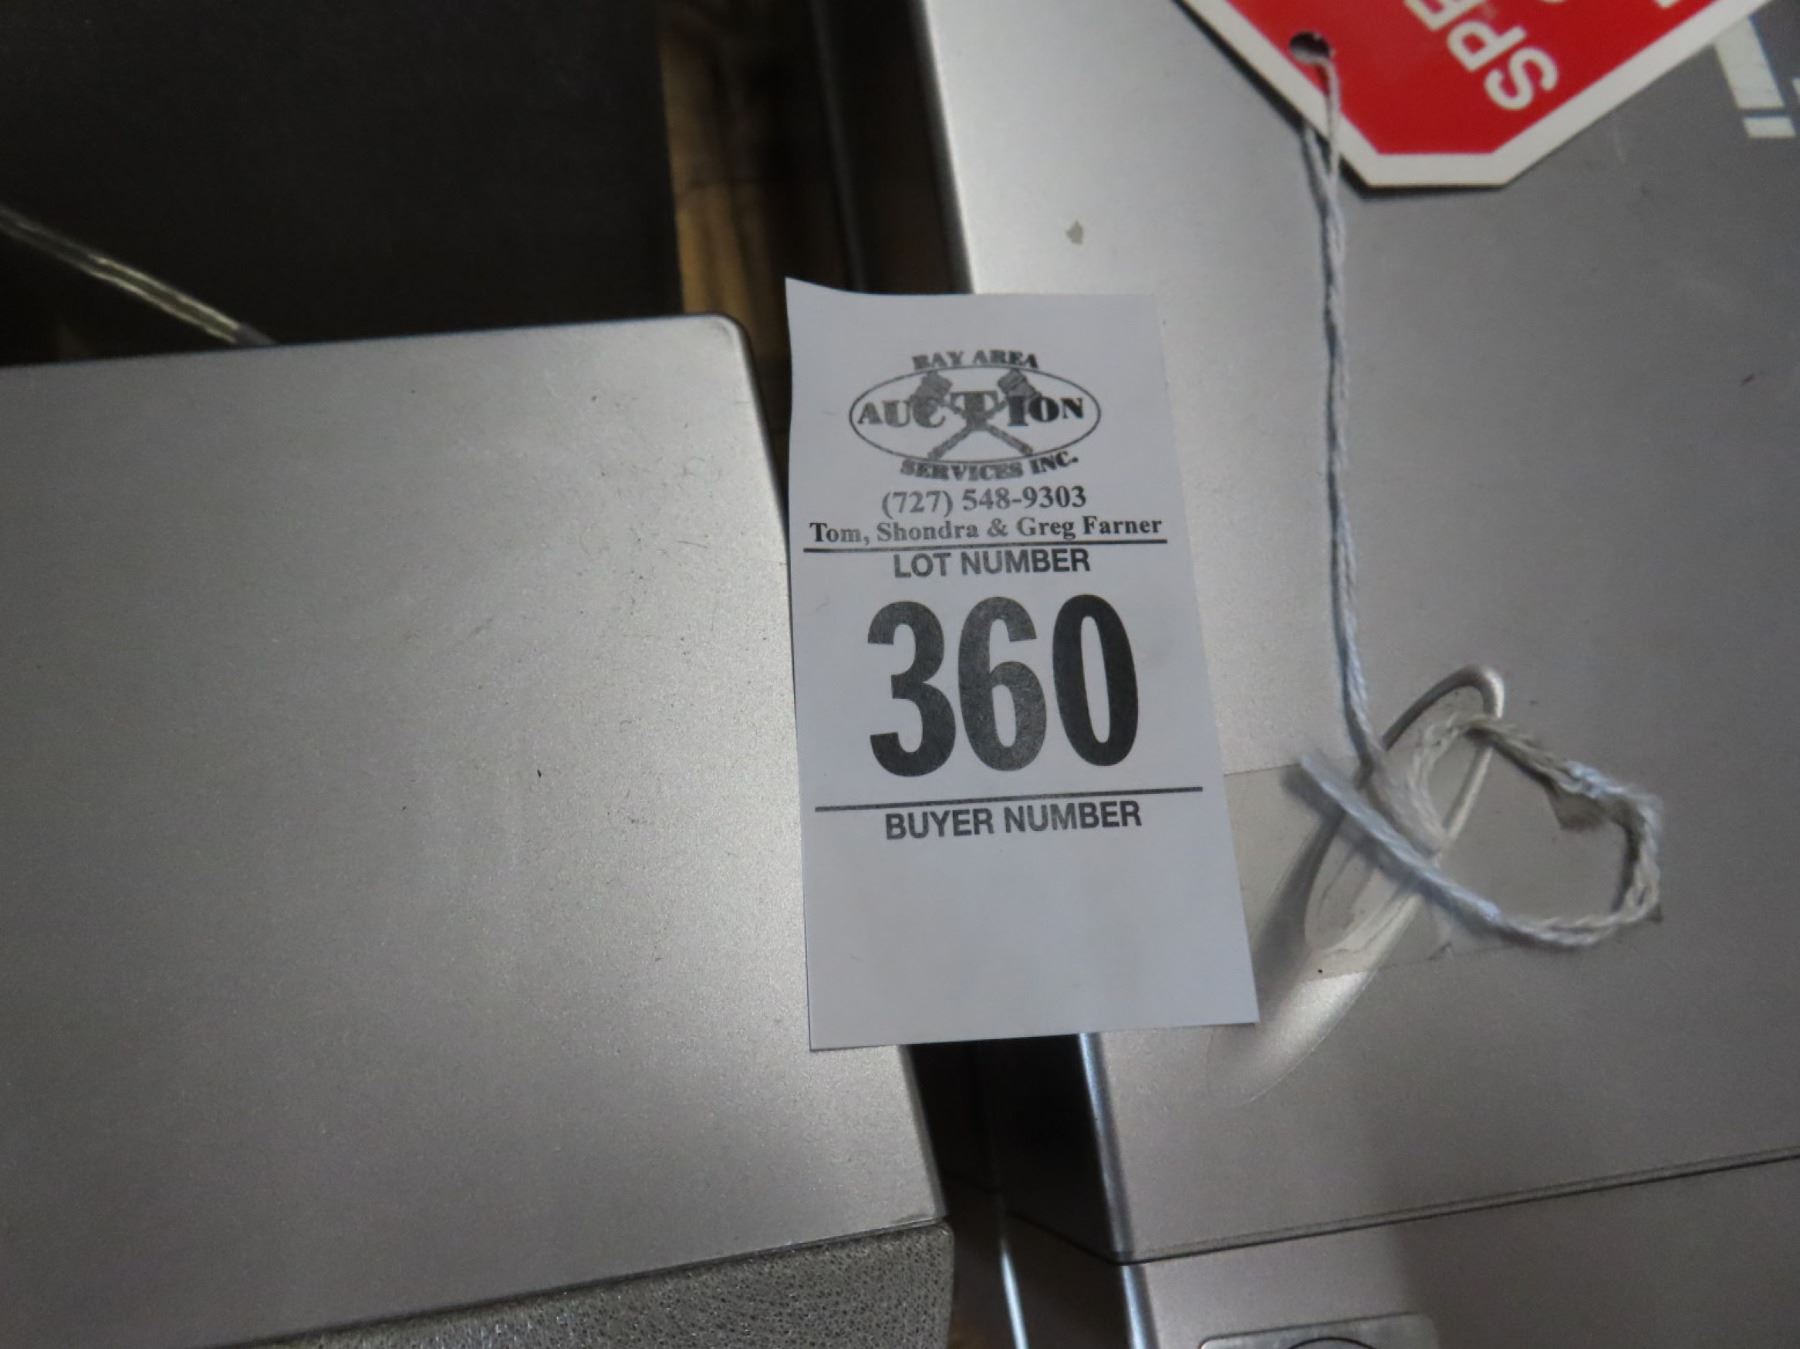 BAY AREA
AUCTION
SERVICES INC.
(727) 548-9303
Tom, Shondra & Greg Farner
LOT NUMBER
360
BUYER NUMBER
SPE